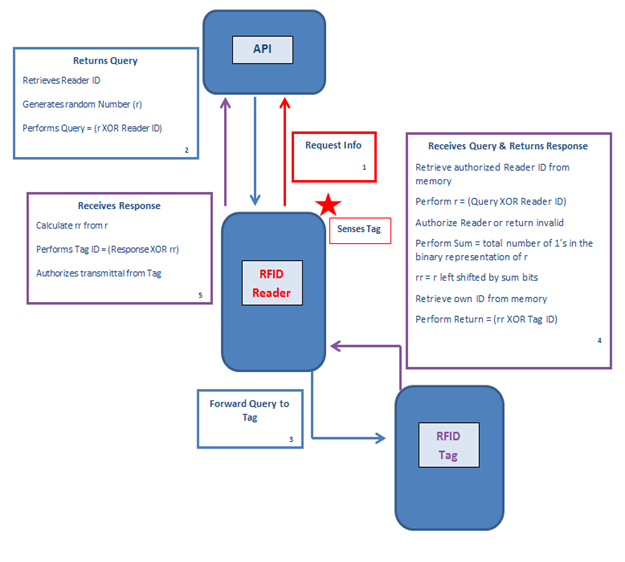 API
Returns Query
Retrieves Reader ID
Generates random Number (r)
Performs Query = (r XOR Reader ID)
2
Request Info
1
Receives Query & Returns Response
Retrieve authorized Reader ID from
memory
Perform r = (Query XOR Reader ID)
Authorize Reader or return invalid
Perform Sum = total number of 1's in the
binary representation of r
rr = r left shifted by sum bits
Retrieve own ID from memory
Perform Return = (rr XOR Tag ID)
4
Receives Response
Calculate rr from r
Performs Tag ID = (Response XOR rr)
Authorizes transmittal from Tag
5
Senses Tag
RFID
Reader
Forward Query to
Tag
3
RFID
Tag